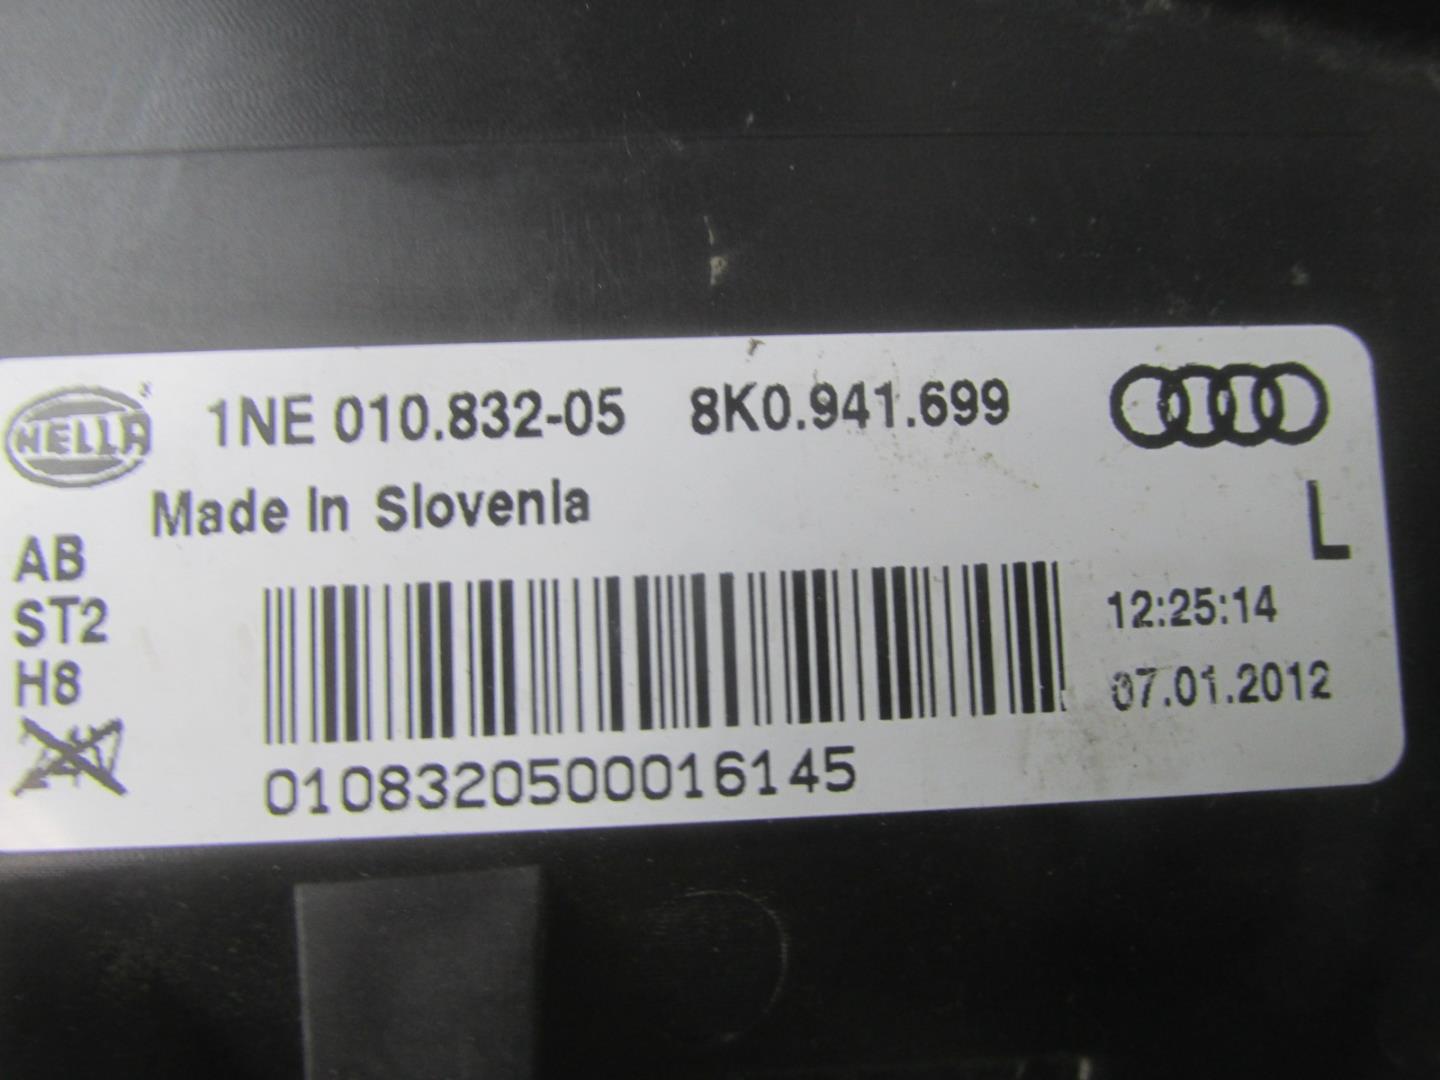 HELLA 1NE 010.832-05 8K0.941.699
Made In Slovenia
L
AB
ST2
H8
12:25:14
07.01.2012
0108320500016145